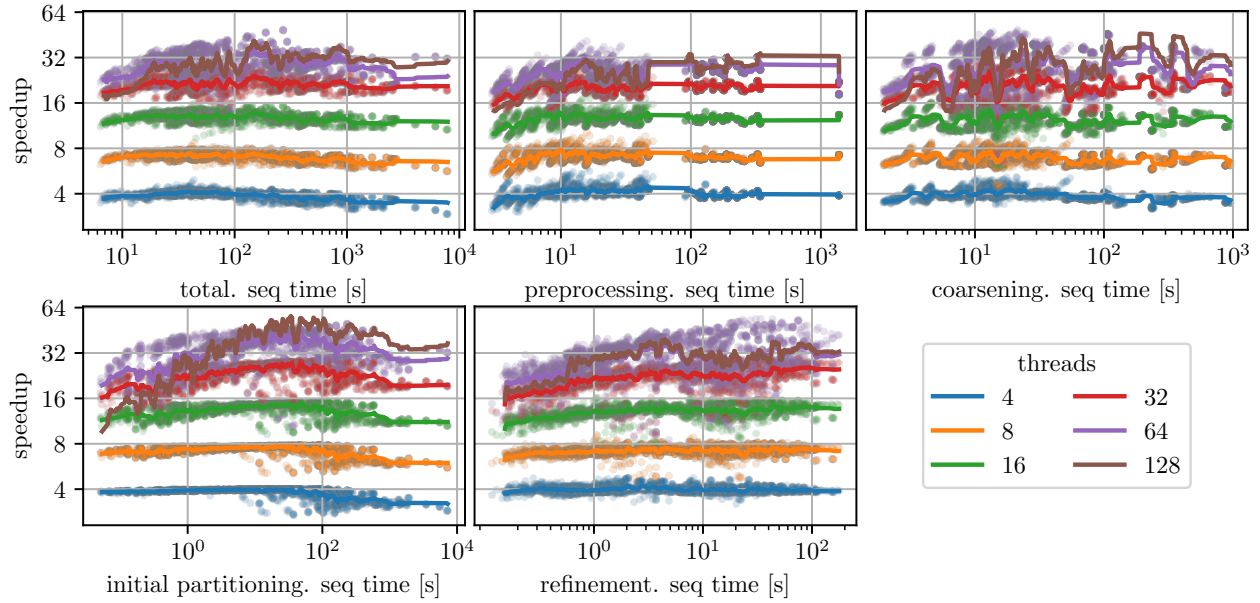 64
32
16
8
4
speedup
10^1 10^2 10^3 10^4
total. seq time [s]
10^1 10^2 10^3
preprocessing. seq time [s]
10^1 10^2 10^3
coarsening. seq time [s]
64
32
16
8
4
speedup
10^0 10^2 10^4
initial partitioning. seq time [s]
10^0 10^1 10^2
refinement. seq time [s]
threads
4 32
8 64
16 128